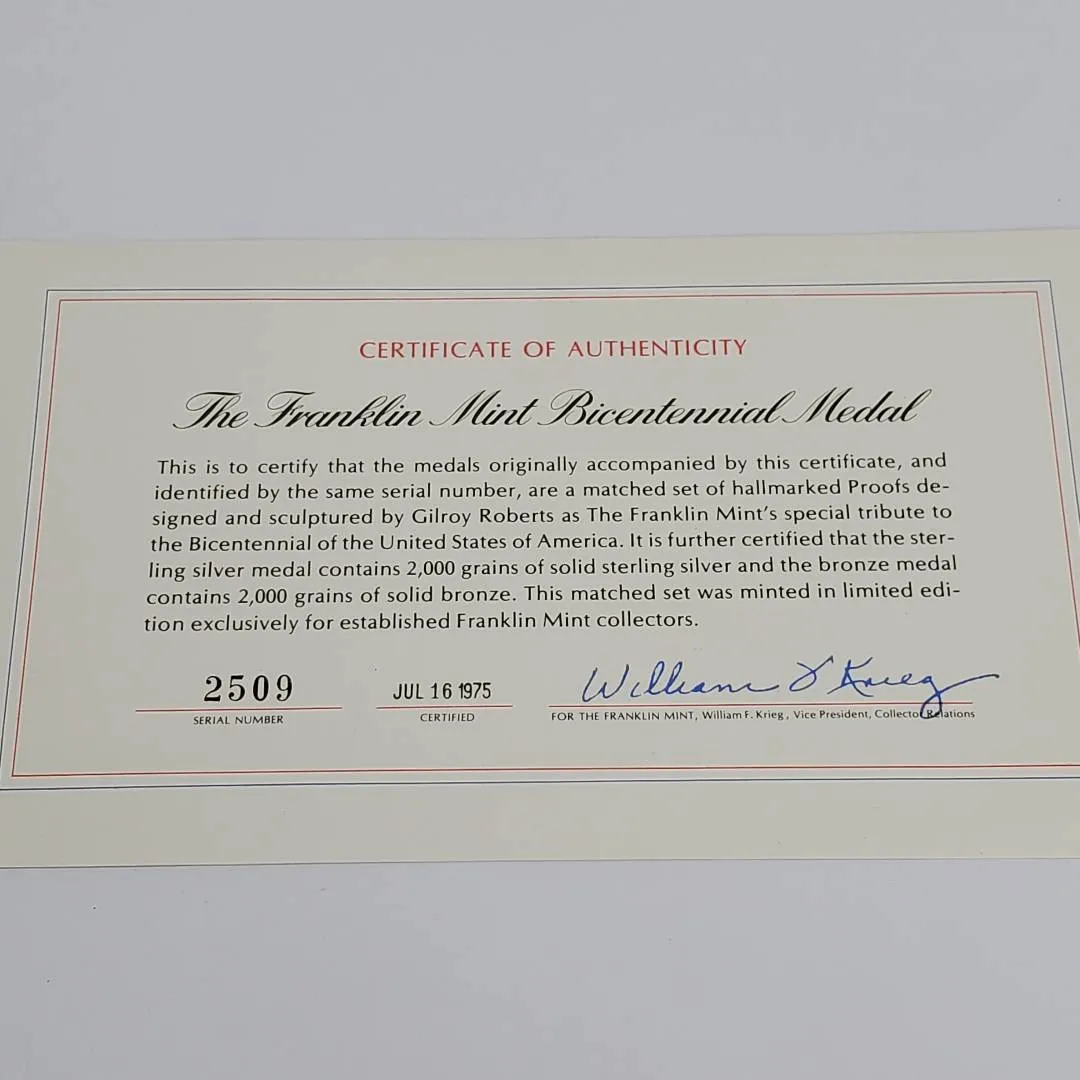 CERTIFICATE OF AUTHENTICITY
The Franklin Mint Bicentennial Medal
This is to certify that the medals originally accompanied by this certificate, and
identified by the same serial number, are a matched set of hallmarked Proofs de-
signed and sculptured by Gilroy Roberts as The Franklin Mint's special tribute to
the Bicentennial of the United States of America. It is further certified that the ster-
ling silver medal contains 2,000 grains of solid sterling silver and the bronze medal
contains 2,000 grains of solid bronze. This matched set was minted in limited edi-
tion exclusively for established Franklin Mint collectors.
2509 JUL 16 1975 William F Krieg
SERIAL NUMBER CERTIFIED FOR THE FRANKLIN MINT, William F. Krieg, Vice President, Collector Relations